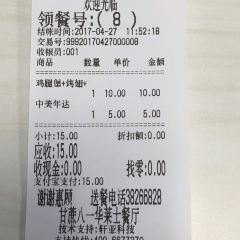 欢迎光临
领餐号:( 8 )
结帐时间:2017-04-27 11:52:18
交易号:99920170427000008
收银员:001
商品 数量 单价 金额
鸡腿堡+烤翅+
1 10.00 10.00
中美年达
1 5.00 5.00
小计:15.00 折扣额:0.00
应收:15.00
收现金:0.00 找零:0.00
支付宝支付:15.00
谢谢惠顾 送餐电话38266828
甘蔗八一华莱士餐厅
技术支持:轩亚科技